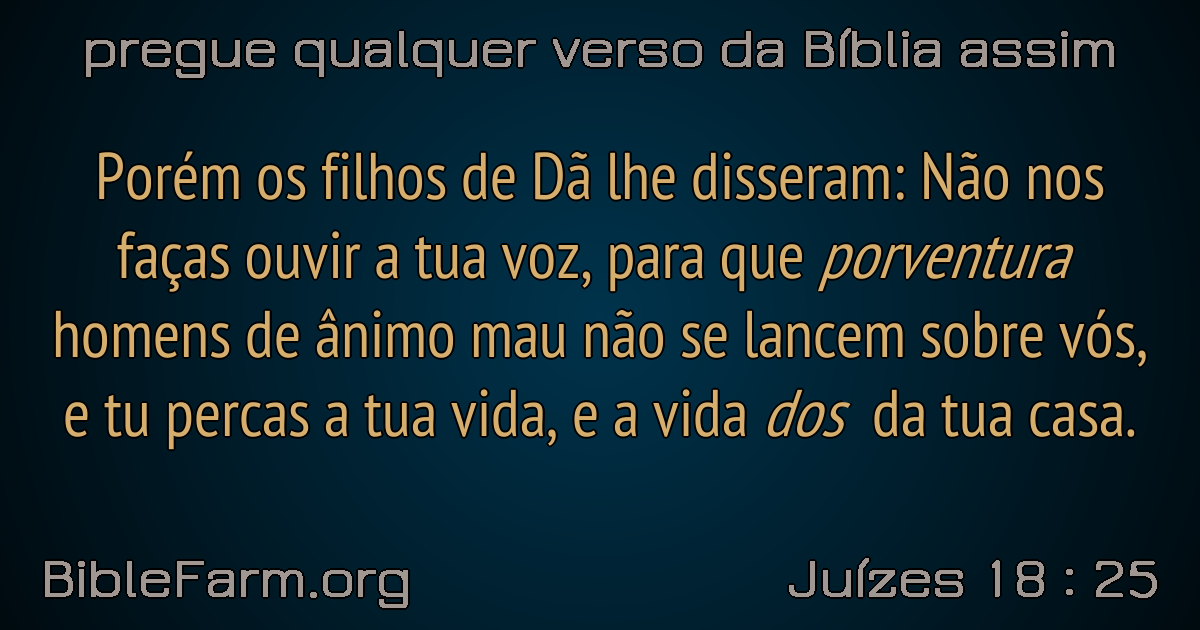 pregue qualquer verso da Bíblia assim
Porém os filhos de Dã lhe disseram: Não nos
faças ouvir a tua voz, para que porventura
homens de ânimo mau não se lancem sobre vós,
e tu percas a tua vida, e a vida dos da tua casa.
BibleFarm.org
Juízes 18 : 25